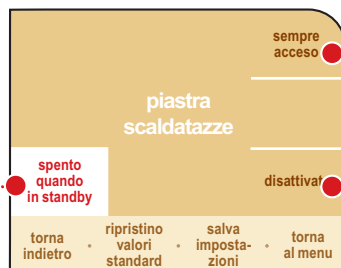 sempre
acceso
piastra
scaldatazze
spento
quando
in standby
disattivat
torna
indietro
ripristino
valori
standard
salva
imposta-
zioni
torna
al menu